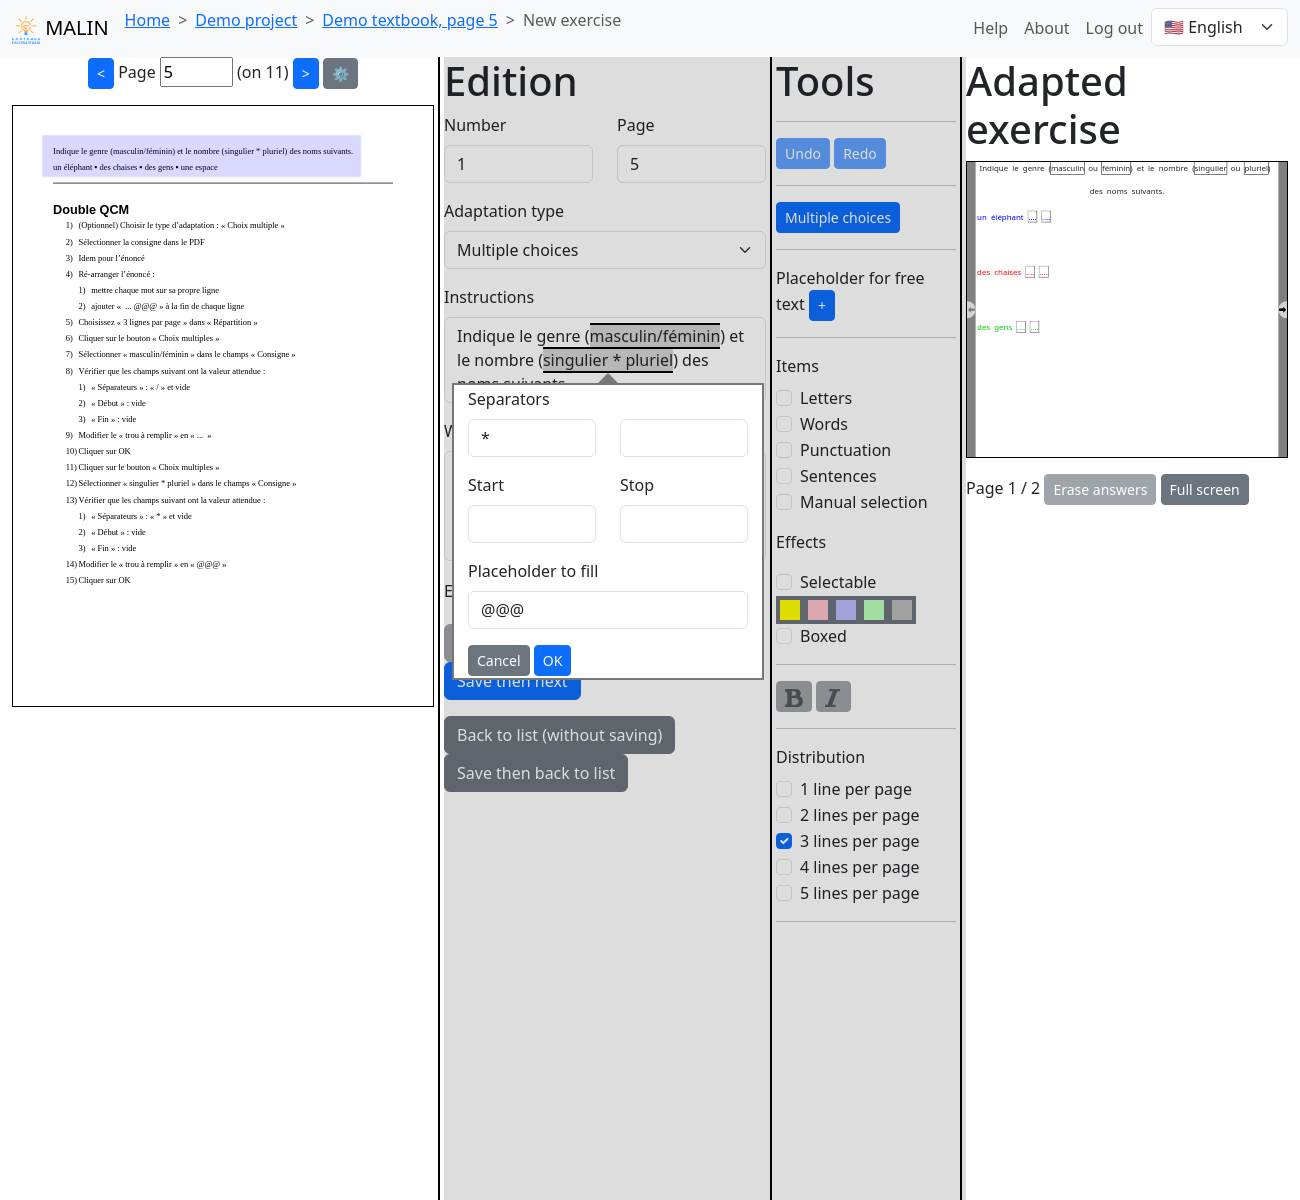 MALIN
Home > Demo project > Demo textbook, page 5 > New exercise
Help About Log out 🇺🇸 English
< Page 5 (on 11) > ⚙️
Indique le genre (masculin/féminin) et le nombre (singulier * pluriel) des noms suivants.
un éléphant • des chaises • des gens • une espace
Double QCM
1) (Optionnel) Choisir le type d’adaptation : « Choix multiple »
2) Sélectionner la consigne dans le PDF
3) Idem pour l’énoncé
4) Ré-arranger l’énoncé :
1) mettre chaque mot sur sa propre ligne
2) ajouter « ... @@@ » à la fin de chaque ligne
5) Choisissez « 3 lignes par page » dans « Répartition »
6) Cliquer sur le bouton « Choix multiples »
7) Sélectionner « masculin/féminin » dans le champs « Consigne »
8) Vérifier que les champs suivant ont la valeur attendue :
1) « Séparateurs » : « / » et vide
2) « Début » : vide
3) « Fin » : vide
9) Modifier le « trou à remplir » en « ... »
10) Cliquer sur OK
11) Cliquer sur le bouton « Choix multiples »
12) Sélectionner « singulier * pluriel » dans le champs « Consigne »
13) Vérifier que les champs suivant ont la valeur attendue :
1) « Séparateurs » : « * » et vide
2) « Début » : vide
3) « Fin » : vide
14) Modifier le « trou à remplir » en « @@@ »
15) Cliquer sur OK
Edition
Number Page
1 5
Adaptation type
Multiple choices
Instructions
Indique le genre (masculin/féminin) et
le nombre (singulier * pluriel) des
noms suivants.
Separators
*
Start Stop
Placeholder to fill
@@@
Cancel OK
Save then next
Back to list (without saving)
Save then back to list
Tools
Undo Redo
Multiple choices
Placeholder for free
text +
Items
Letters
Words
Punctuation
Sentences
Manual selection
Effects
Selectable
Boxed
B I
Distribution
1 line per page
2 lines per page
3 lines per page
4 lines per page
5 lines per page
Adapted
exercise
Indique le genre (masculin ou féminin) et le nombre (singulier ou pluriel)
des noms suivants.
un éléphant .... ....
des chaises .... ....
des gens .... ....
Page 1 / 2 Erase answers Full screen